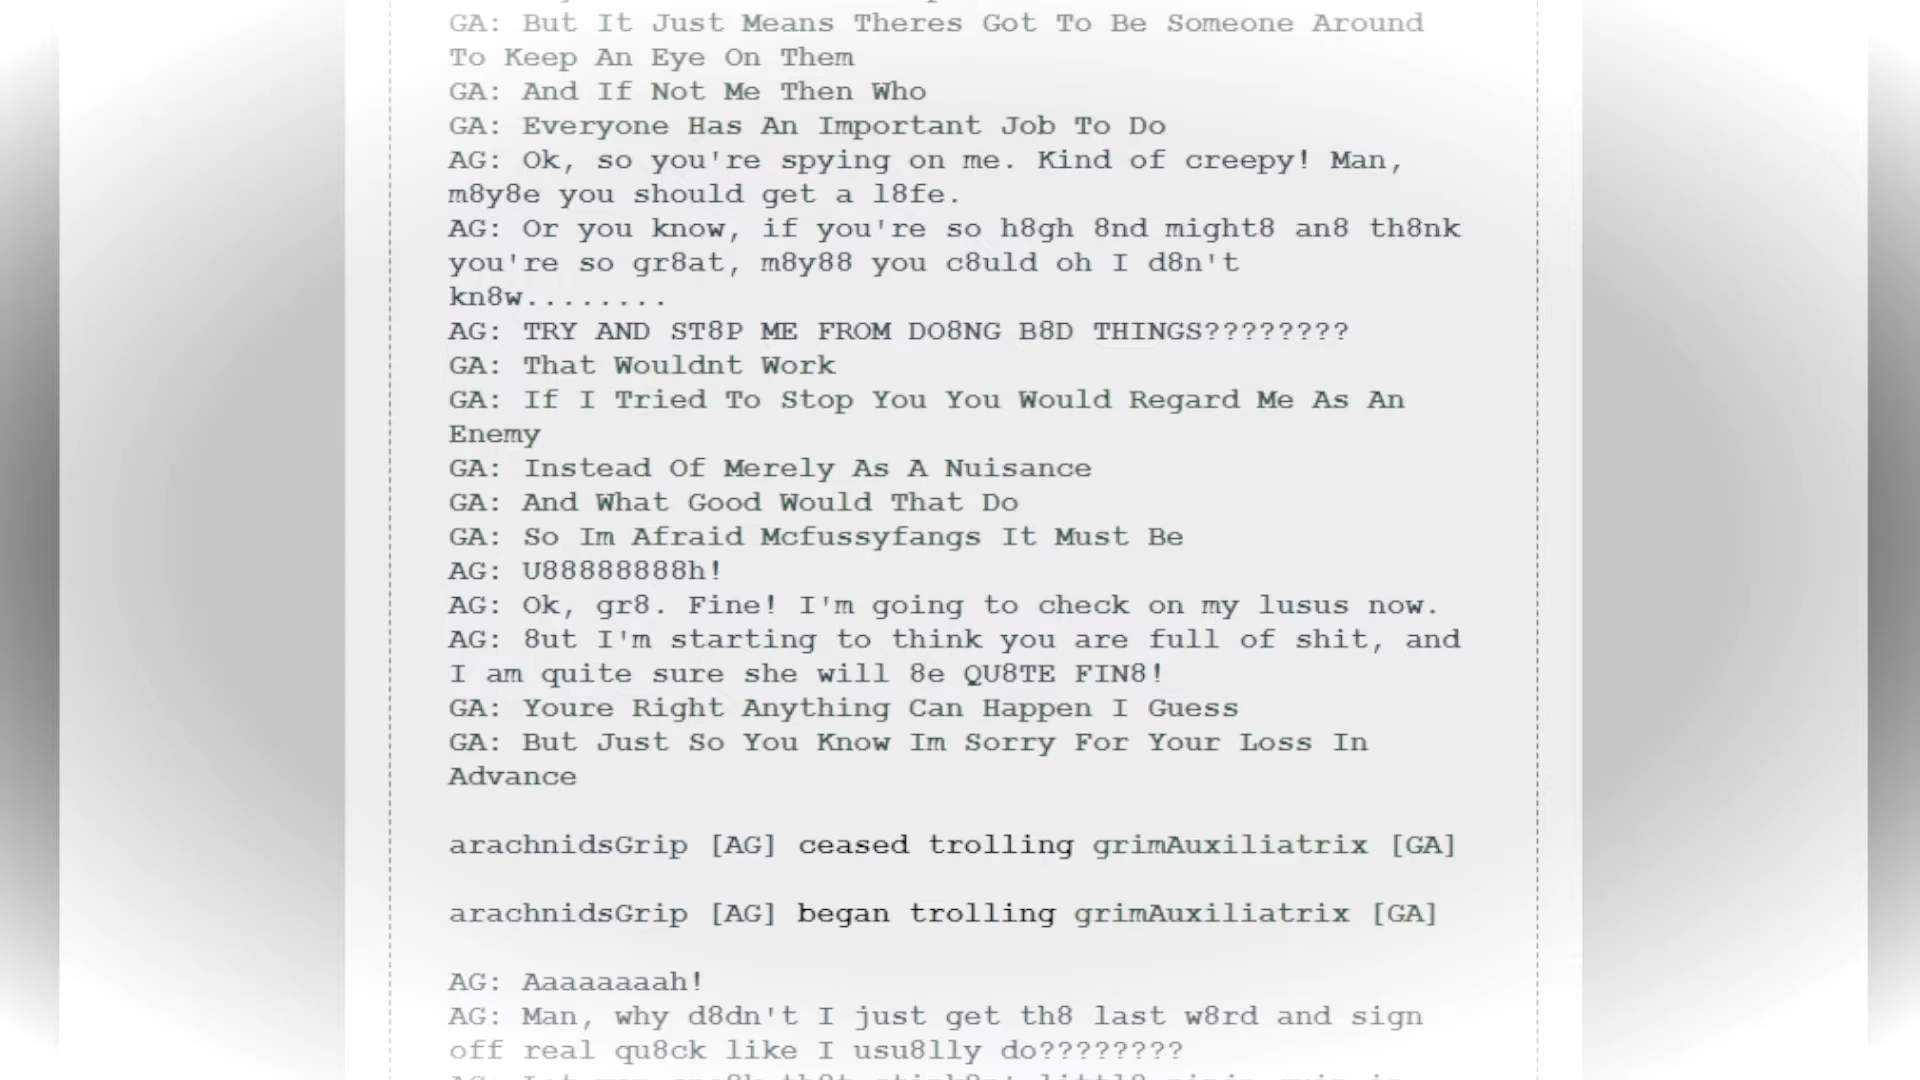 GA: But It Just Means Theres Got To Be Someone Around
To Keep An Eye On Them
GA: And If Not Me Then Who
GA: Everyone Has An Important Job To Do
AG: Ok, so you're spying on me. Kind of creepy! Man,
m8y8e you should get a l8fe.
AG: Or you know, if you're so h8gh 8nd might8 an8 th8nk
you're so gr8at, m8y88 you c8uld oh I d8n't
kn8w........
AG: TRY AND ST8P ME FROM DO8NG B8D THINGS????????
GA: That Wouldnt Work
GA: If I Tried To Stop You You Would Regard Me As An
Enemy
GA: Instead Of Merely As A Nuisance
GA: And What Good Would That Do
GA: So Im Afraid Mcfussyfangs It Must Be
AG: U88888888h!
AG: Ok, gr8. Fine! I'm going to check on my lusus now.
AG: 8ut I'm starting to think you are full of shit, and
I am quite sure she will 8e QU8TE FIN8!
GA: Youre Right Anything Can Happen I Guess
GA: But Just So You Know Im Sorry For Your Loss In
Advance
arachnidsGrip [AG] ceased trolling grimAuxiliatrix [GA]
arachnidsGrip [AG] began trolling grimAuxiliatrix [GA]
AG: Aaaaaaaah!
AG: Man, why d8dn't I just get th8 last w8rd and sign
off real qu8ck like I usu8lly do????????